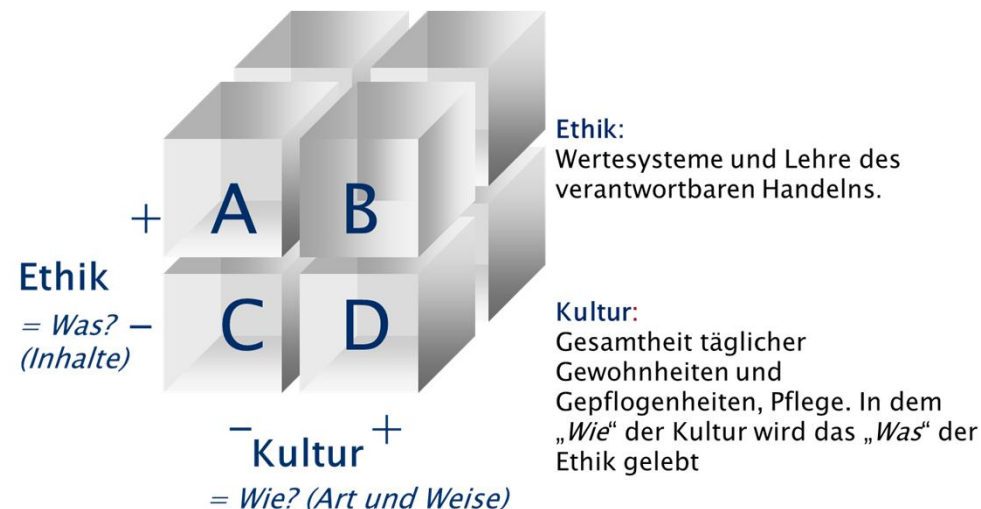 A B
+
Ethik
= Was? –
(Inhalte)
C D
– +
Kultur
= Wie? (Art und Weise)
Ethik:
Wertesysteme und Lehre des
verantwortbaren Handelns.
Kultur:
Gesamtheit täglicher
Gewohnheiten und
Gepflogenheiten, Pflege. In dem
„Wie“ der Kultur wird das „Was“ der
Ethik gelebt